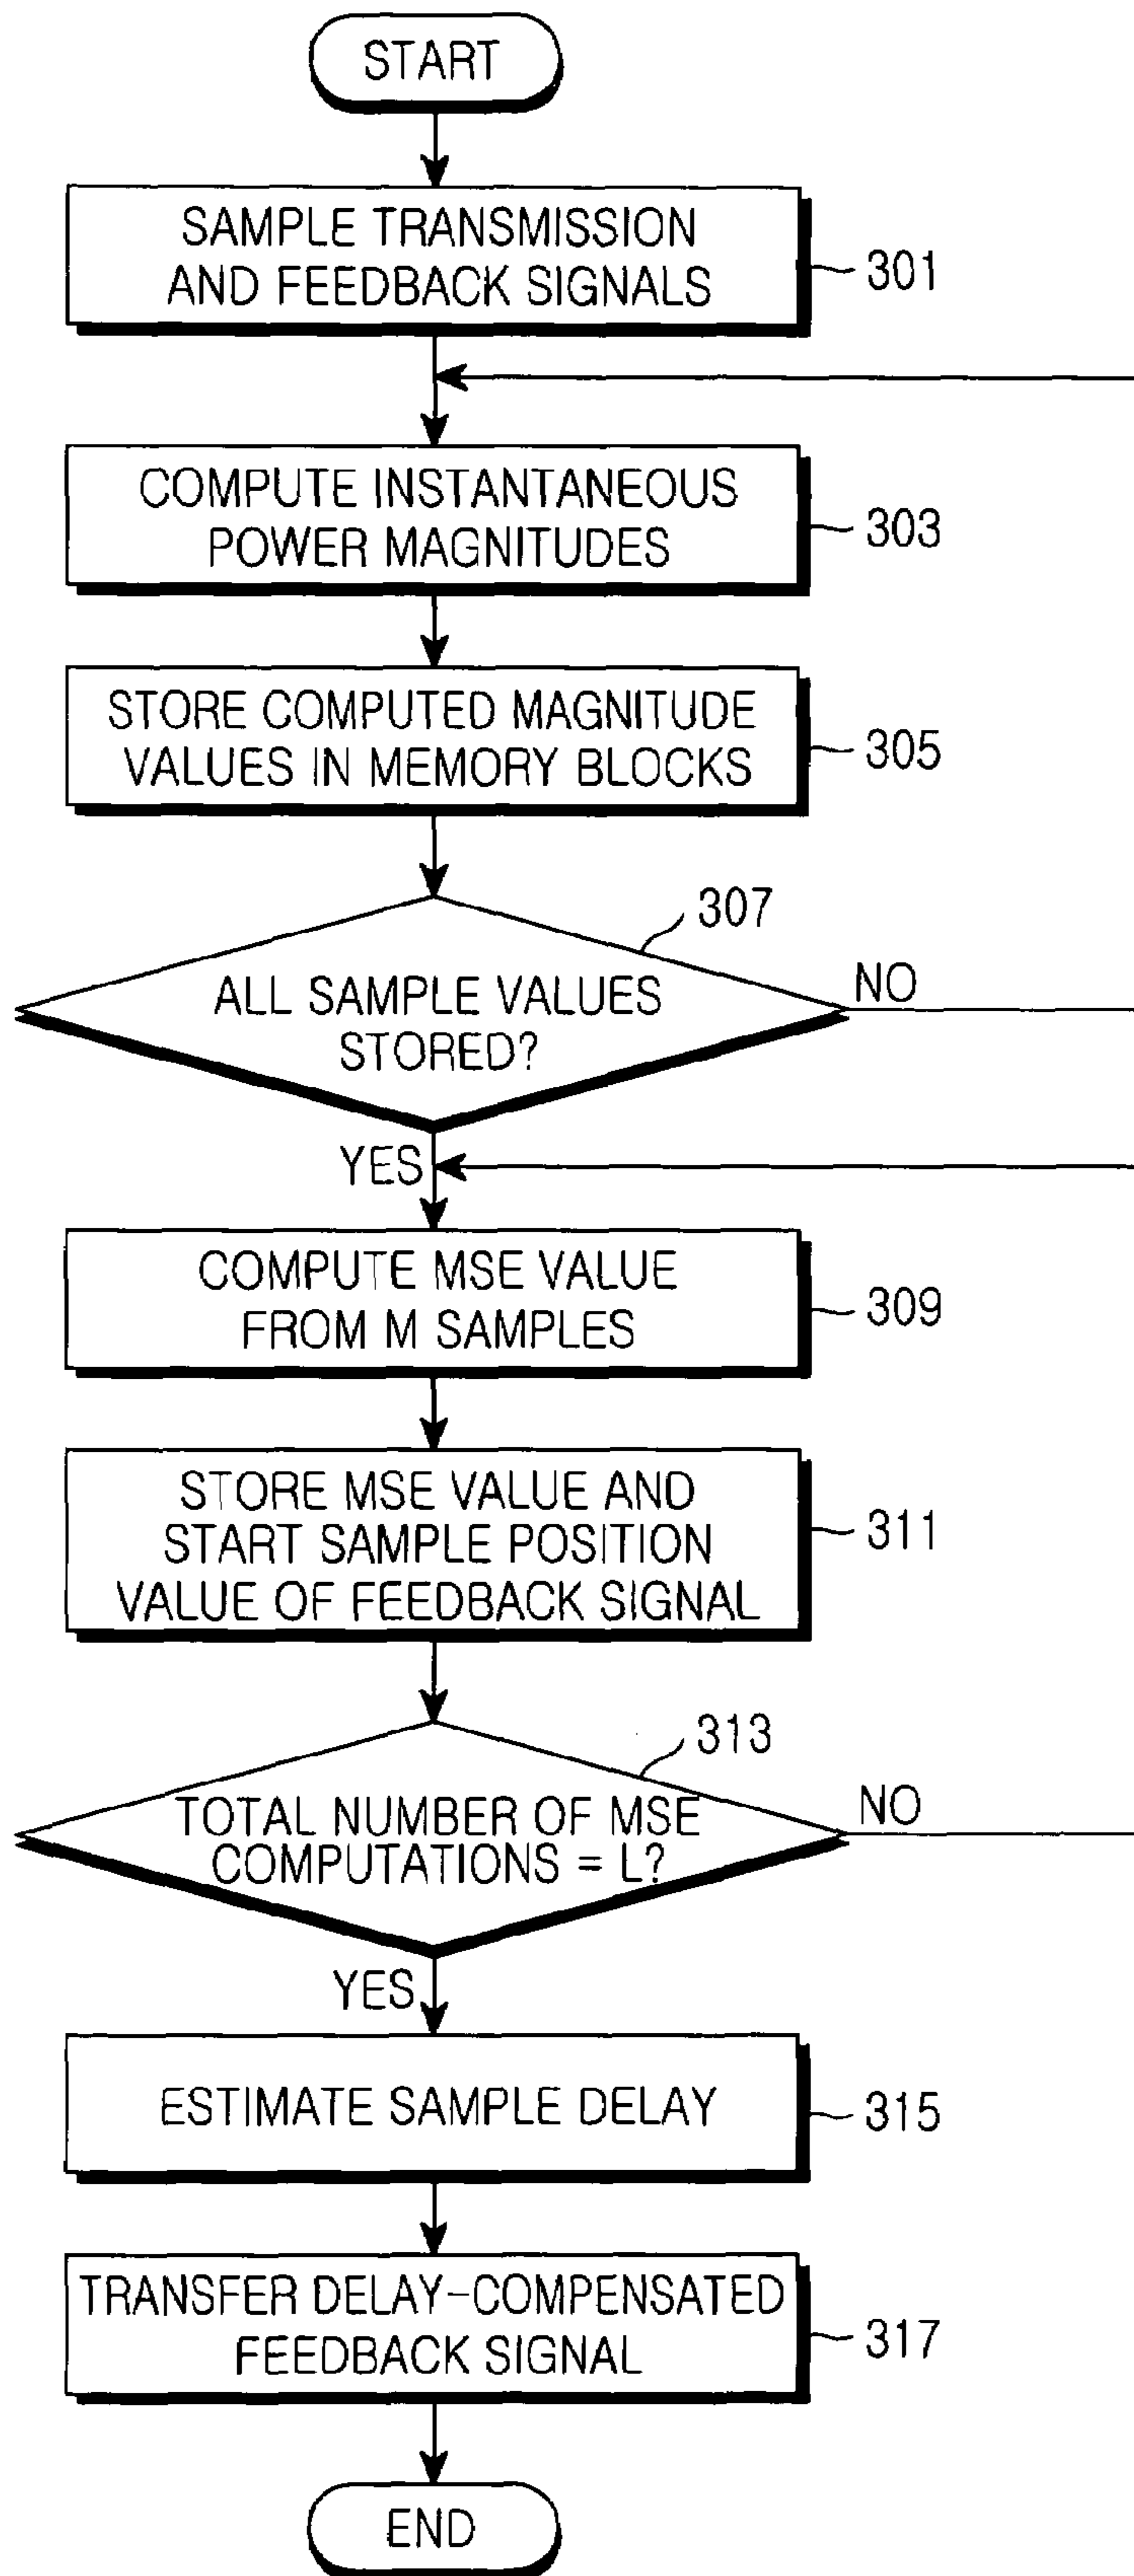 START
SAMPLE TRANSMISSION
AND FEEDBACK SIGNALS
301
COMPUTE INSTANTANEOUS
POWER MAGNITUDES
303
STORE COMPUTED MAGNITUDE
VALUES IN MEMORY BLOCKS
305
307
ALL SAMPLE VALUES
STORED?
NO
YES
COMPUTE MSE VALUE
FROM M SAMPLES
309
STORE MSE VALUE AND
START SAMPLE POSITION
VALUE OF FEEDBACK SIGNAL
311
313
TOTAL NUMBER OF MSE
COMPUTATIONS = L?
NO
YES
ESTIMATE SAMPLE DELAY
315
TRANSFER DELAY-COMPENSATED
FEEDBACK SIGNAL
317
END